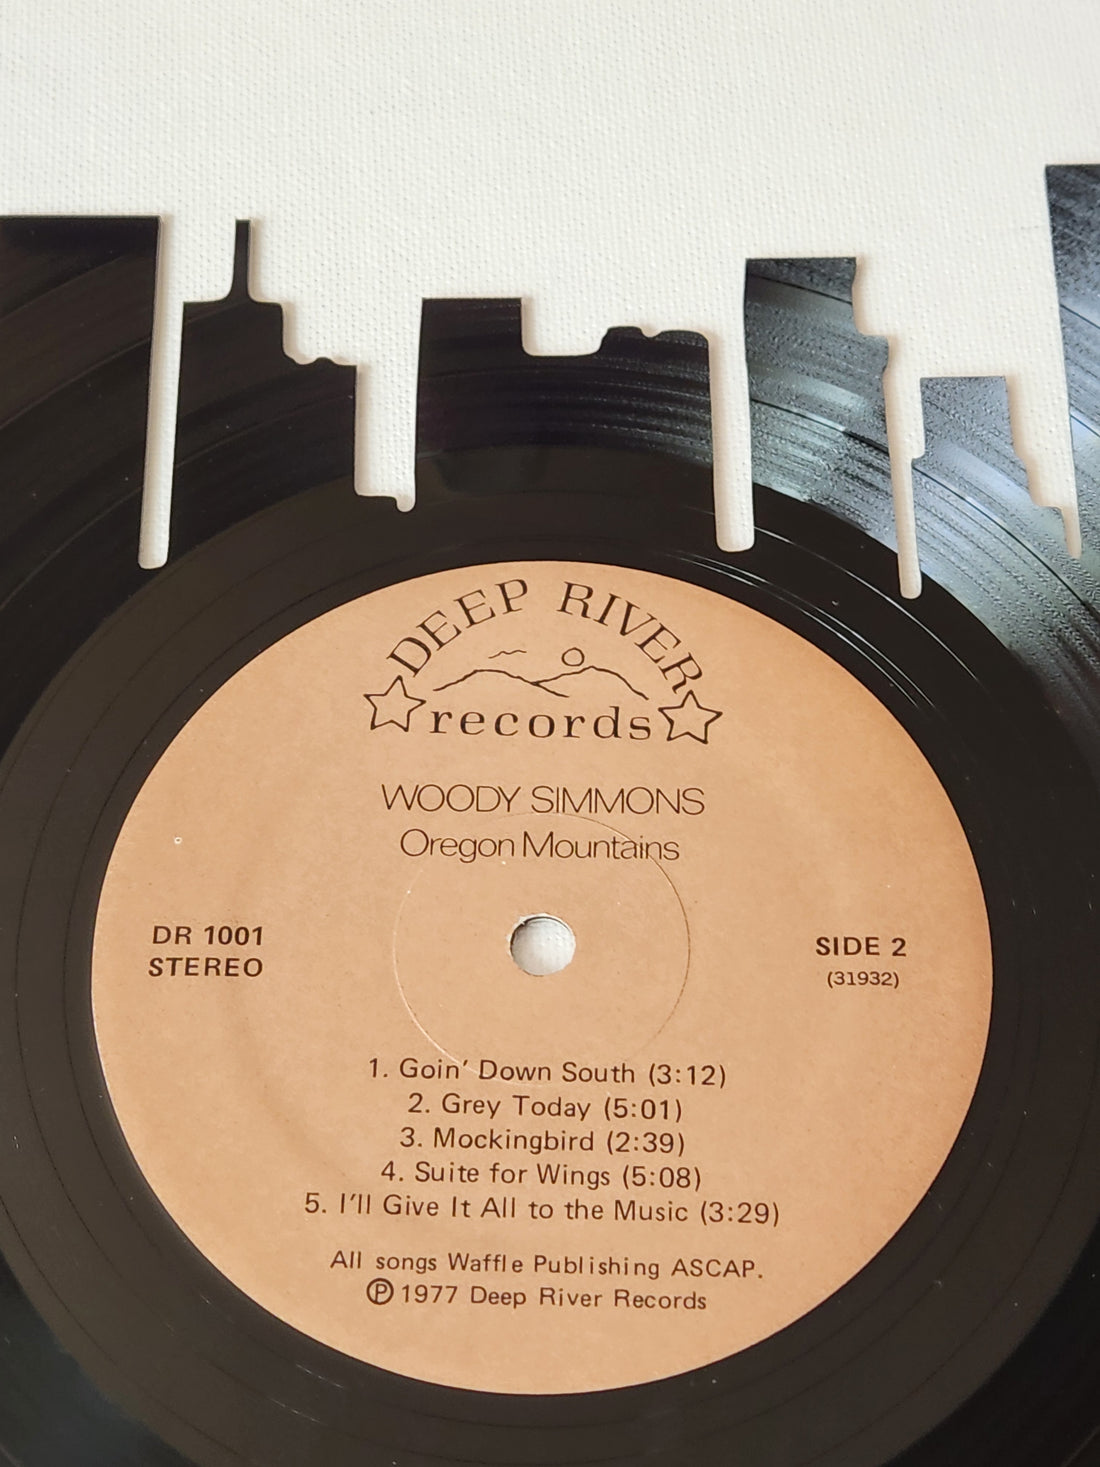 DEEP RIVER
records
WOODY SIMMONS
Oregon Mountains
DR 1001
STEREO
SIDE 2
(31932)
1. Goin' Down South (3:12)
2. Grey Today (5:01)
3. Mockingbird (2:39)
4. Suite for Wings (5:08)
5. I'll Give It All to the Music (3:29)
All songs Waffle Publishing ASCAP.
Ⓟ 1977 Deep River Records